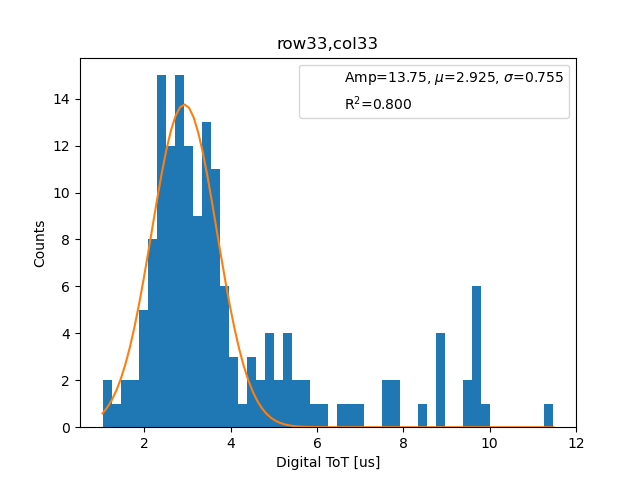 row33,col33
Amp=13.75, μ=2.925, σ=0.755
R²=0.800
Counts
14
12
10
8
6
4
2
0
2 4 6 8 10 12
Digital ToT [us]